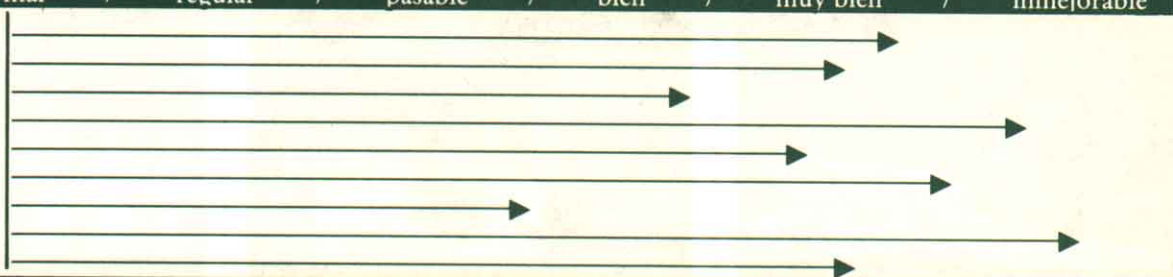 mal / regular / pasable / bien / muy bien / inmejorable